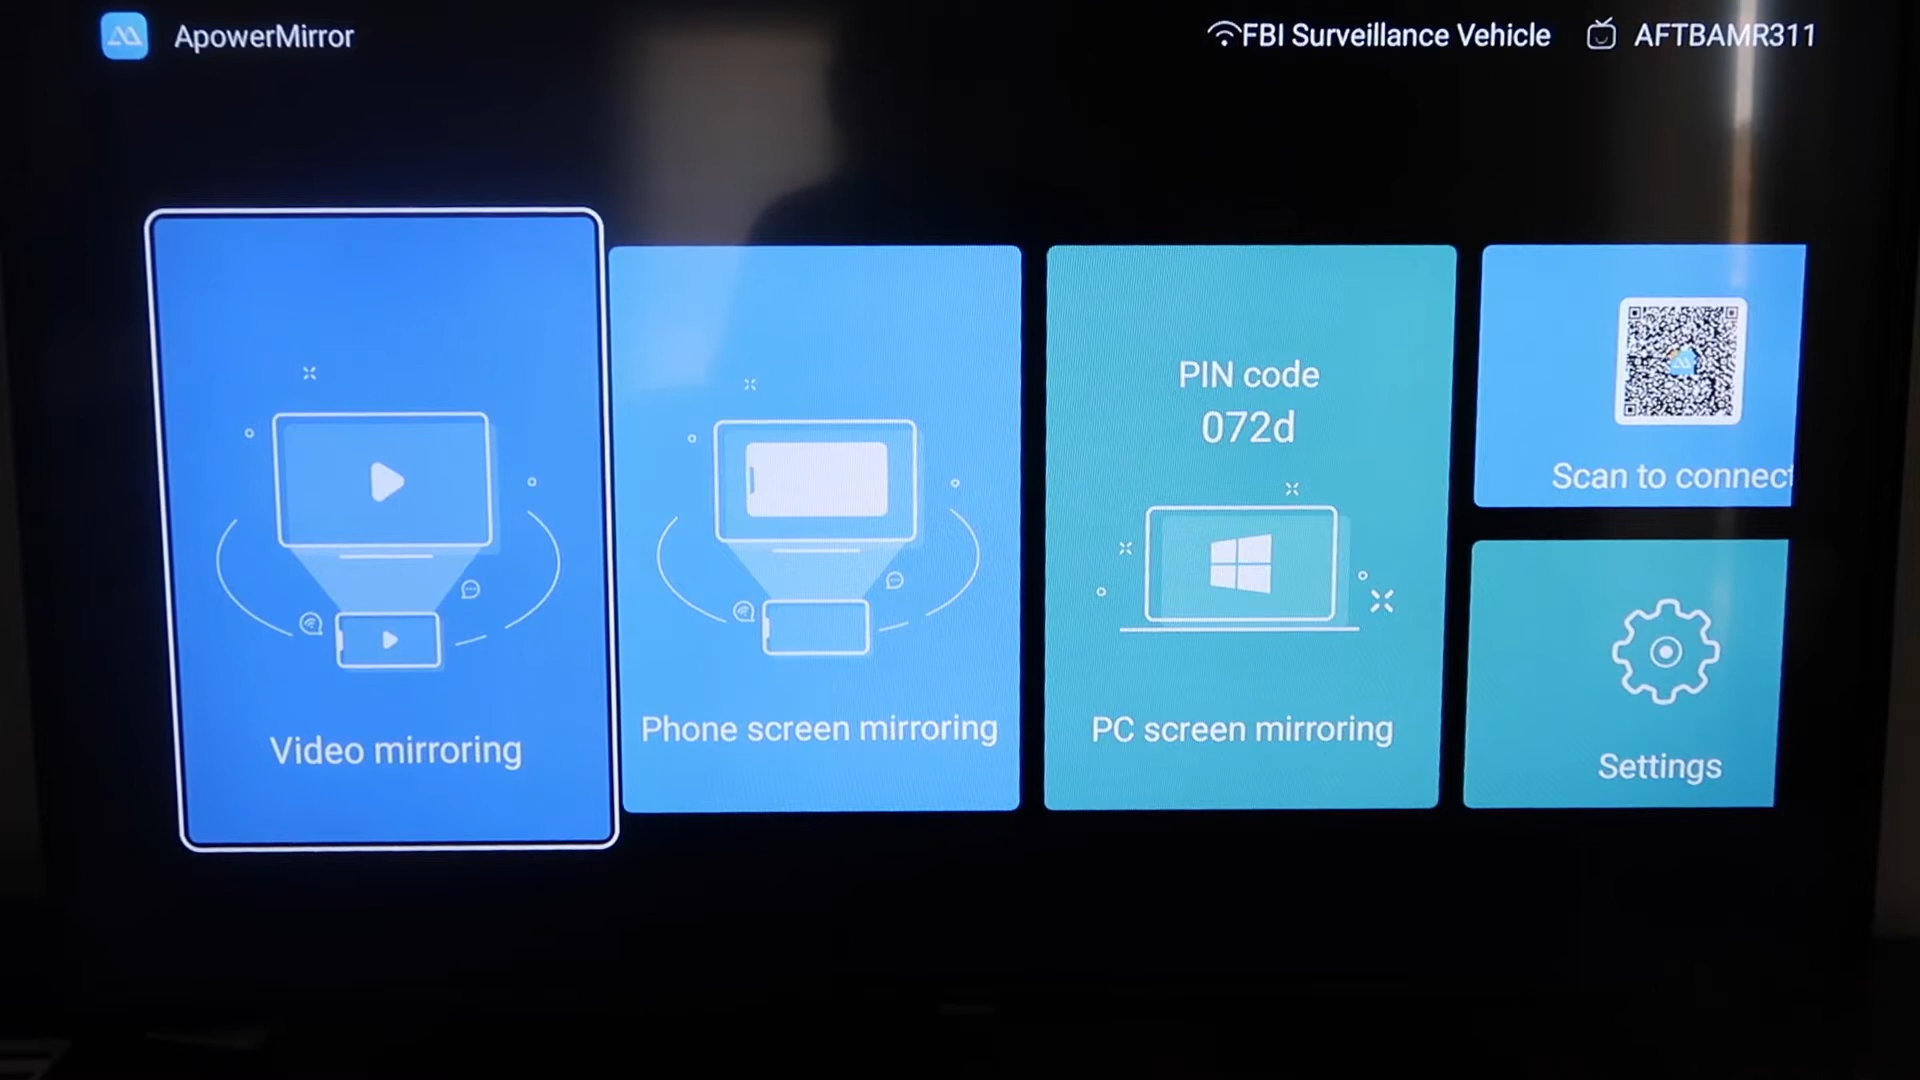 ApowerMirror
FBI Surveillance Vehicle
AFTBAMR311
Video mirroring
Phone screen mirroring
PIN code
072d
PC screen mirroring
Scan to connect
Settings